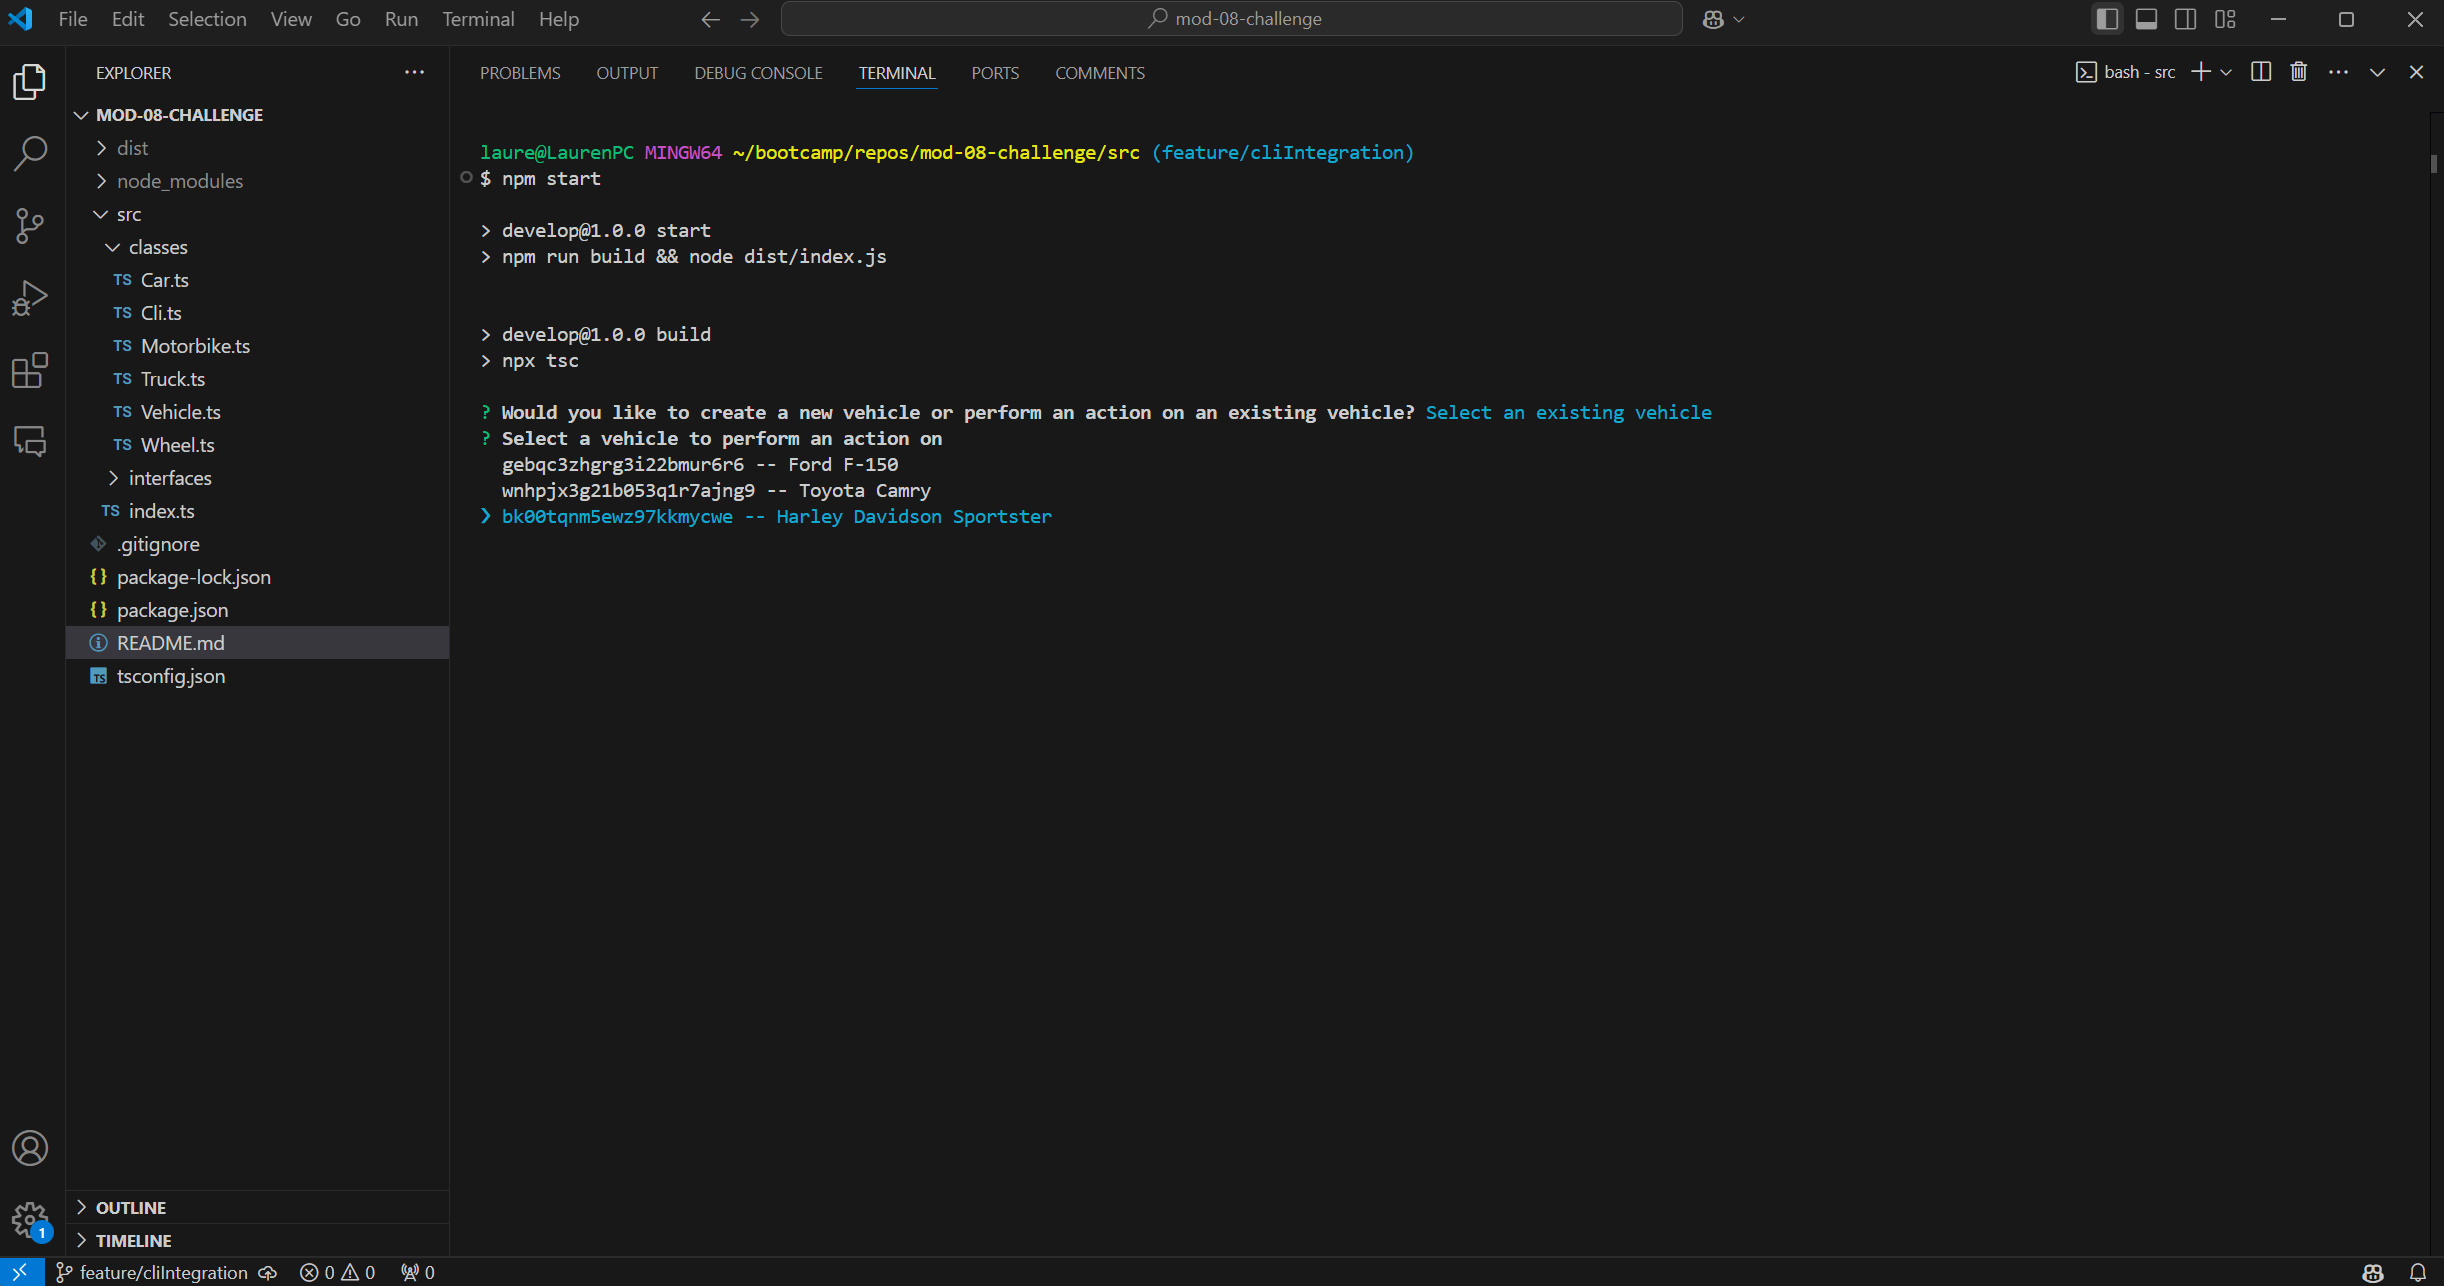 File Edit Selection View Go Run Terminal Help
mod-08-challenge
EXPLORER
MOD-08-CHALLENGE
dist
node_modules
src
classes
TS Car.ts
TS Cli.ts
TS Motorbike.ts
TS Truck.ts
TS Vehicle.ts
TS Wheel.ts
interfaces
TS index.ts
.gitignore
{} package-lock.json
{} package.json
README.md
TS tsconfig.json
OUTLINE
TIMELINE
1
PROBLEMS OUTPUT DEBUG CONSOLE TERMINAL PORTS COMMENTS
bash - src
laure@LaurenPC MINGW64 ~/bootcamp/repos/mod-08-challenge/src (feature/cliIntegration)
$ npm start
> develop@1.0.0 start
> npm run build && node dist/index.js
> develop@1.0.0 build
> npx tsc
? Would you like to create a new vehicle or perform an action on an existing vehicle? Select an existing vehicle
? Select a vehicle to perform an action on
gebqc3zhgrg3i22bmur6r6 -- Ford F-150
wnhpjx3g21b053q1r7ajng9 -- Toyota Camry
❯ bk00tqnm5ewz97kkmycwe -- Harley Davidson Sportster
feature/cliIntegration 0 0 0